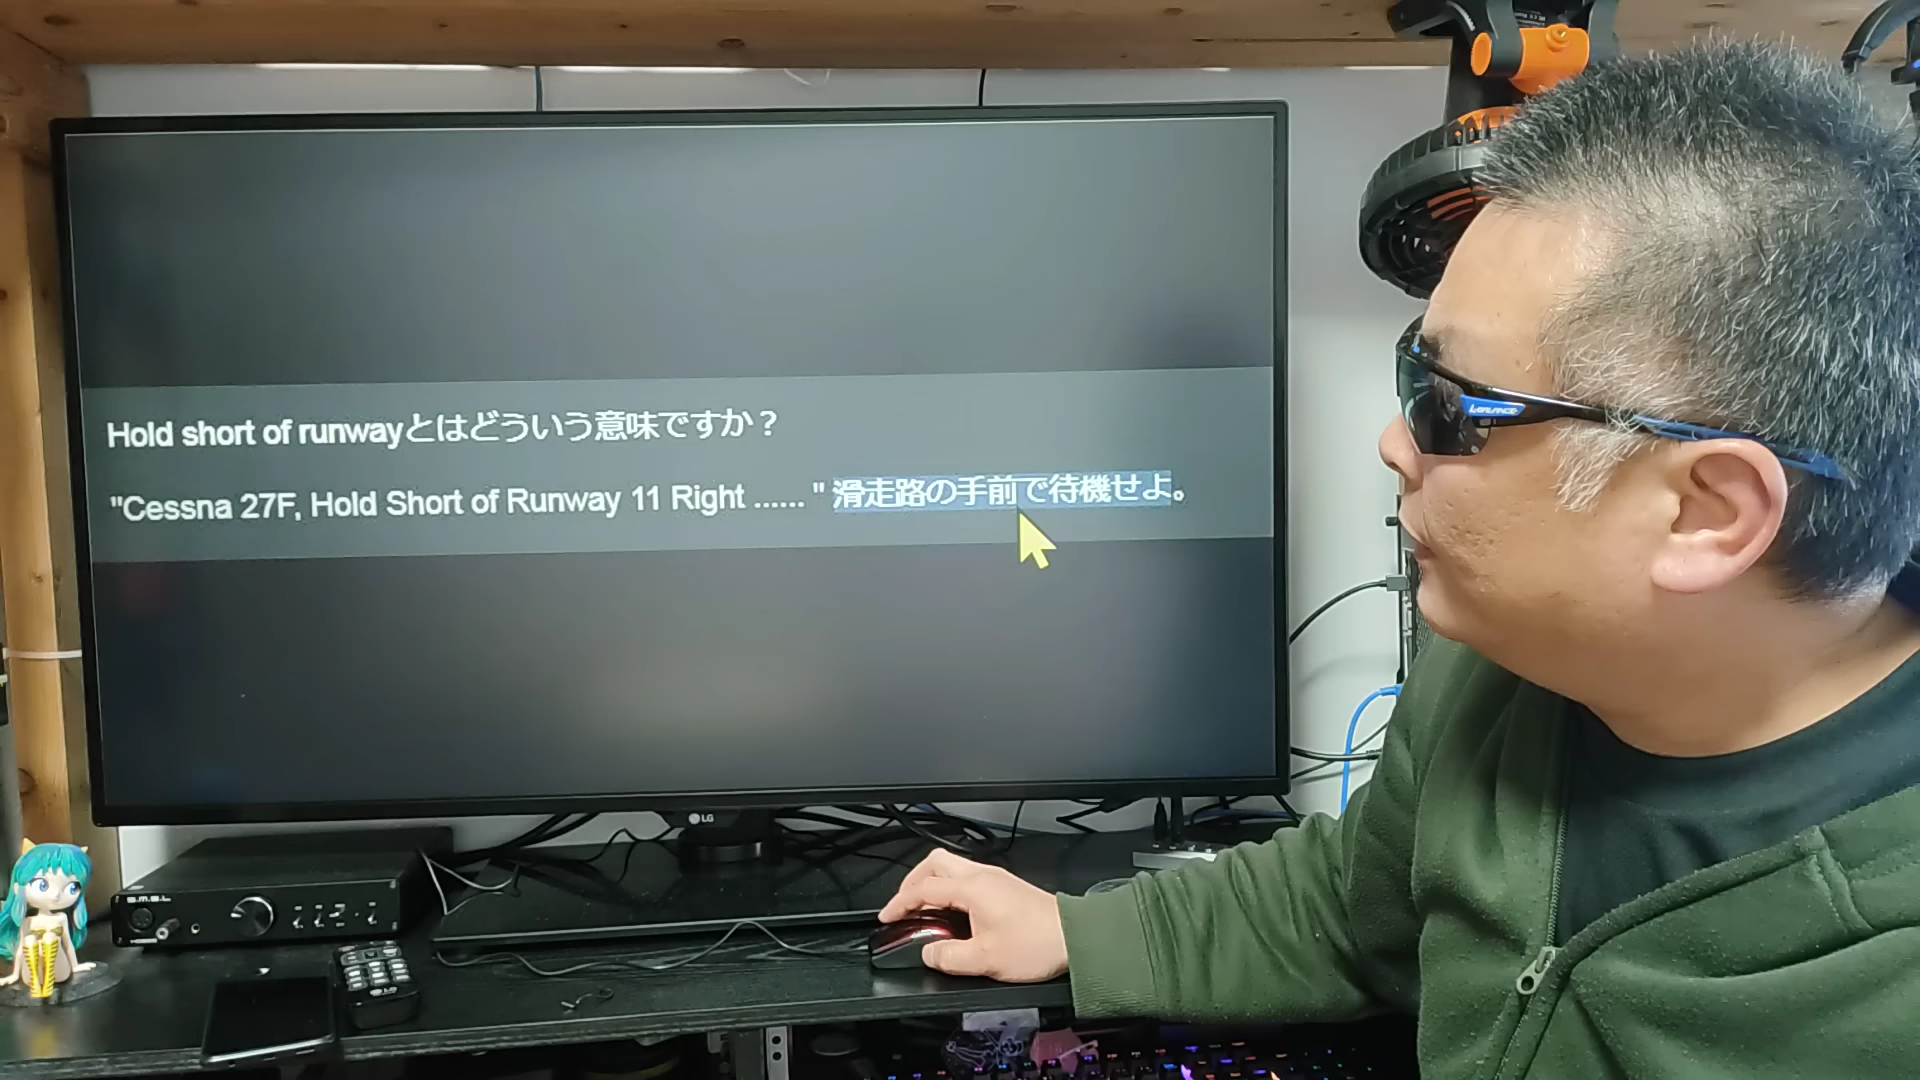 Hold short of runwayとはどういう意味ですか？
"Cessna 27F, Hold Short of Runway 11 Right ...... " 滑走路の手前で待機せよ。
LG
S.M.S.L
LG